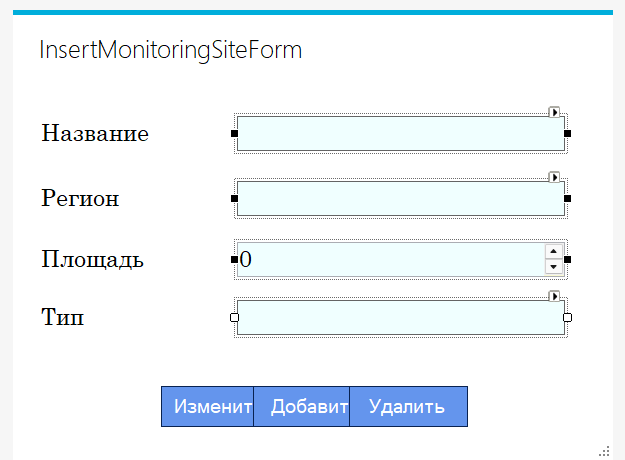 InsertMonitoringSiteForm
Название
Регион
Площадь 0
Тип
Изменит Добавит Удалить